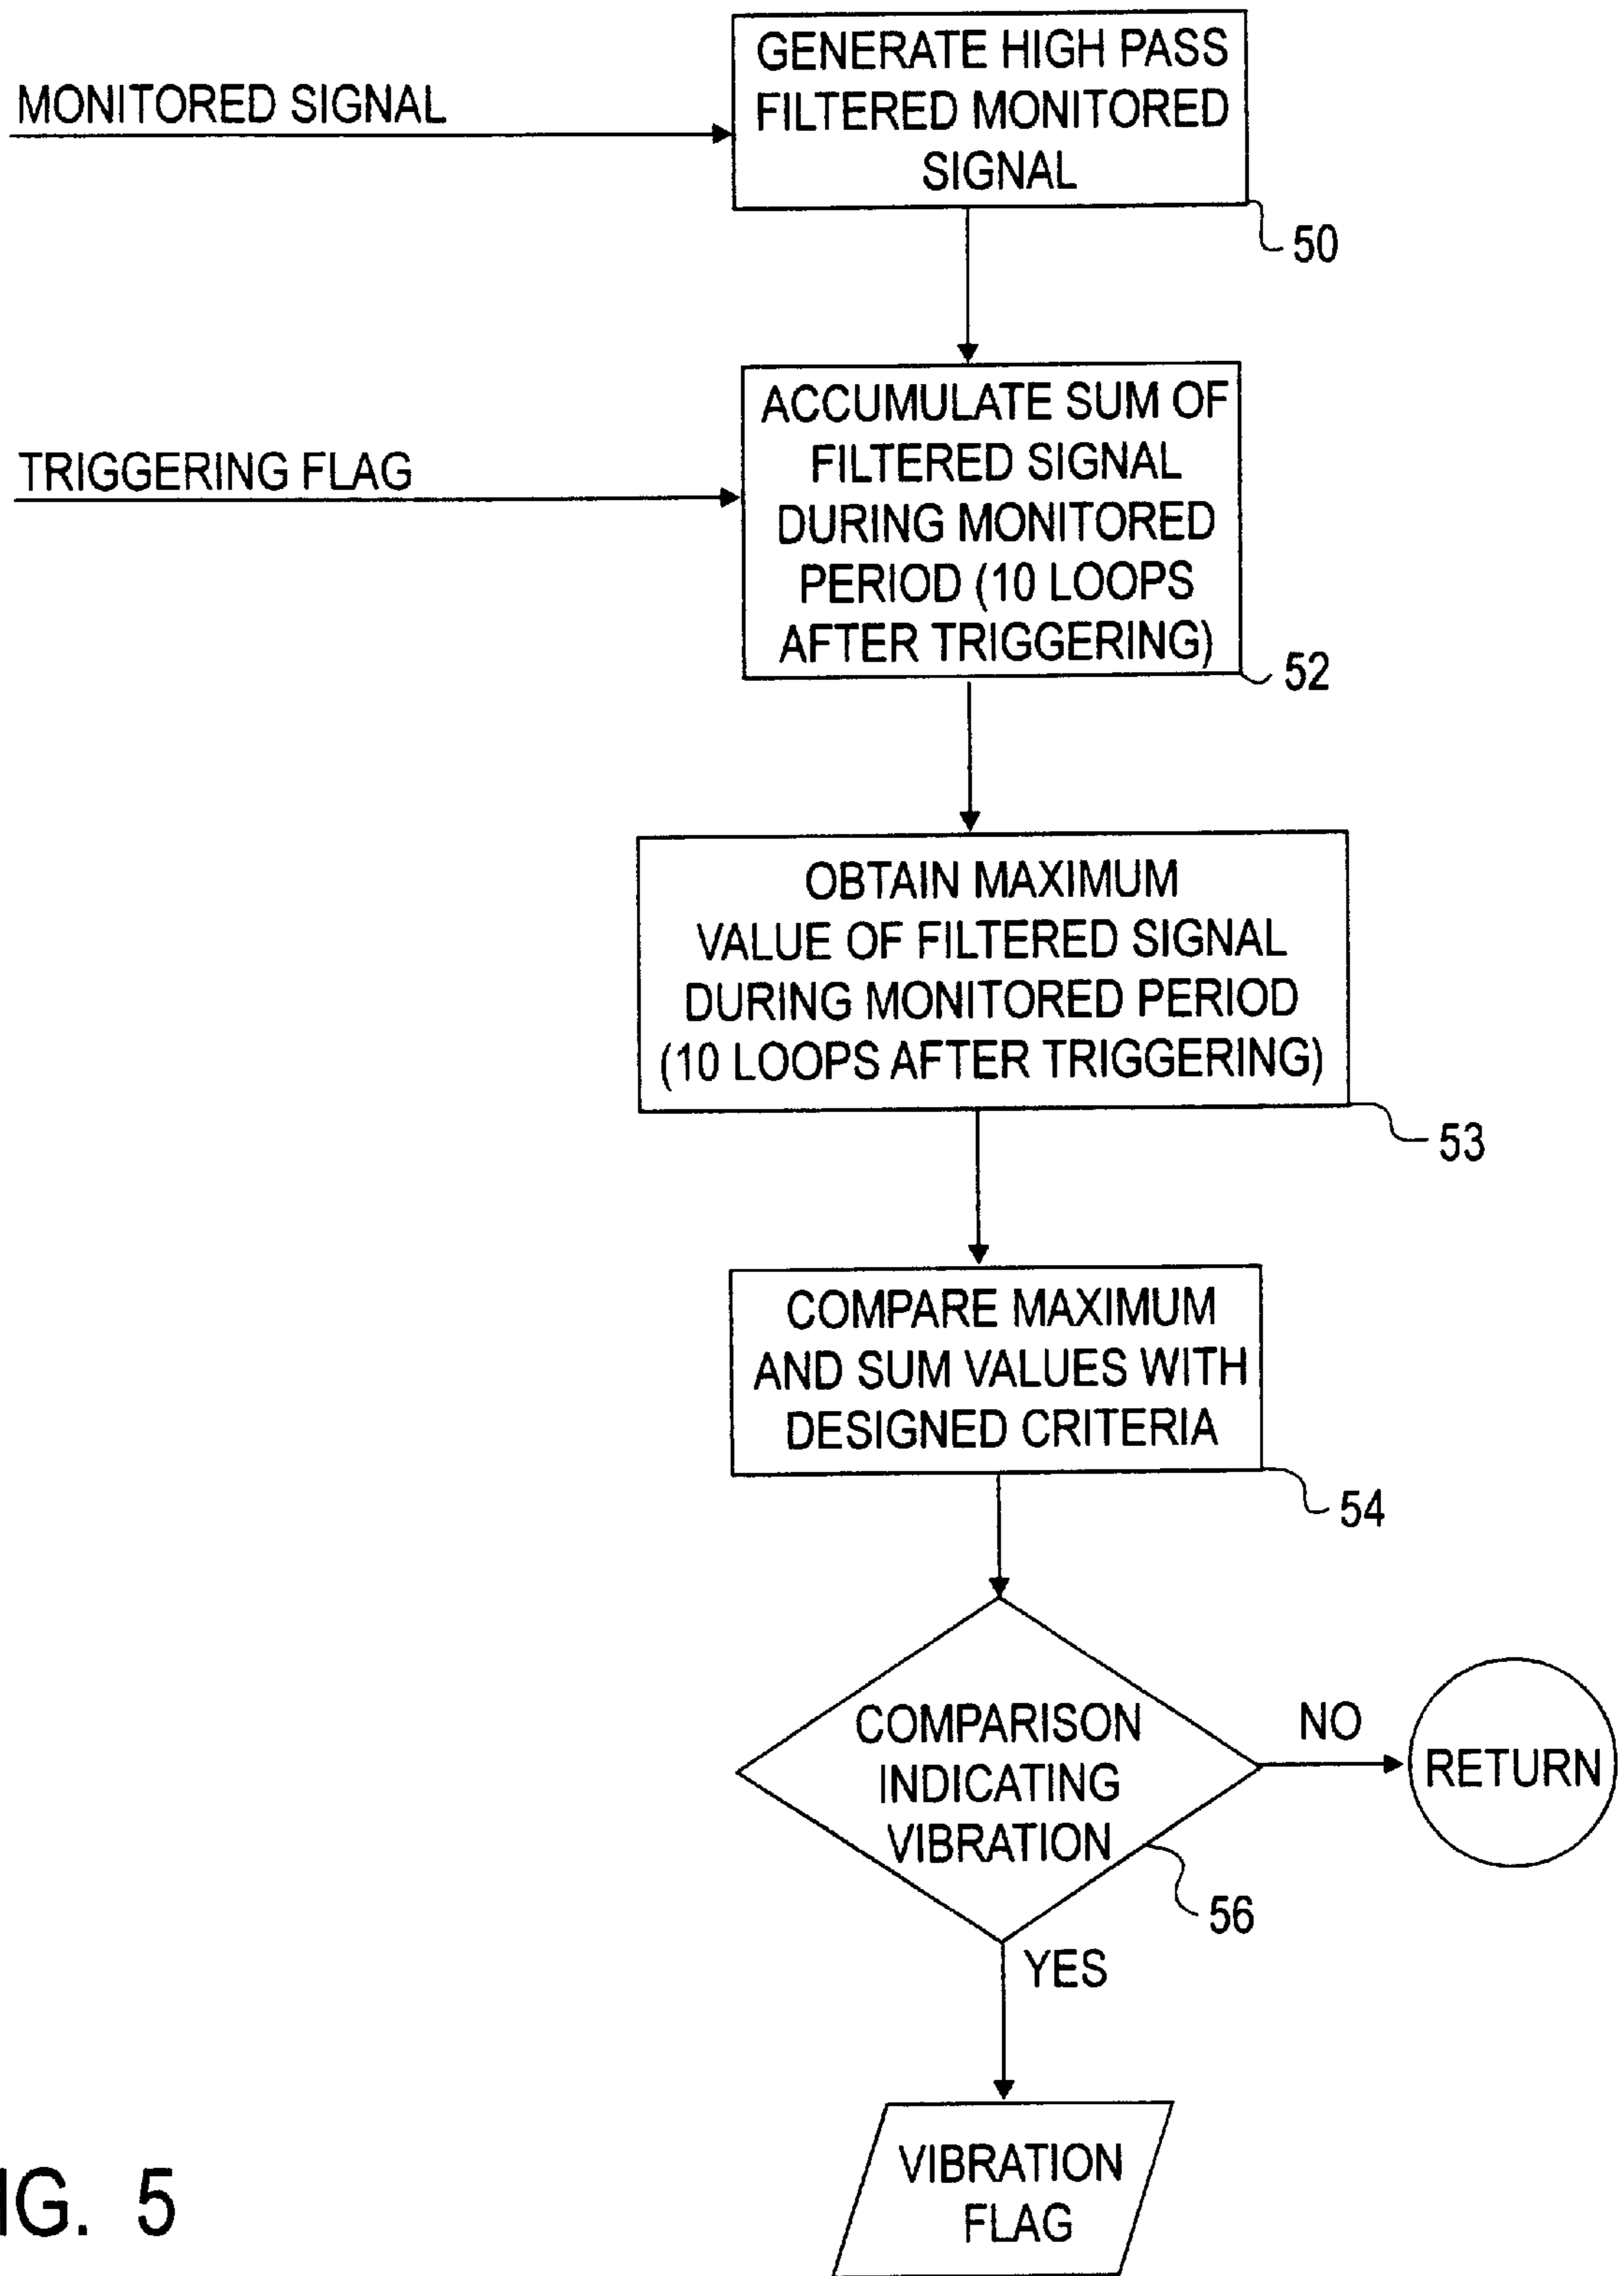 GENERATE HIGH PASS
FILTERED MONITORED
SIGNAL
MONITORED SIGNAL
50
ACCUMULATE SUM OF
FILTERED SIGNAL
DURING MONITORED
PERIOD (10 LOOPS
AFTER TRIGGERING)
TRIGGERING FLAG
52
OBTAIN MAXIMUM
VALUE OF FILTERED SIGNAL
DURING MONITORED PERIOD
(10 LOOPS AFTER TRIGGERING)
53
COMPARE MAXIMUM
AND SUM VALUES WITH
DESIGNED CRITERIA
54
COMPARISON
INDICATING
VIBRATION
NO
RETURN
56
YES
VIBRATION
FLAG
IG. 5